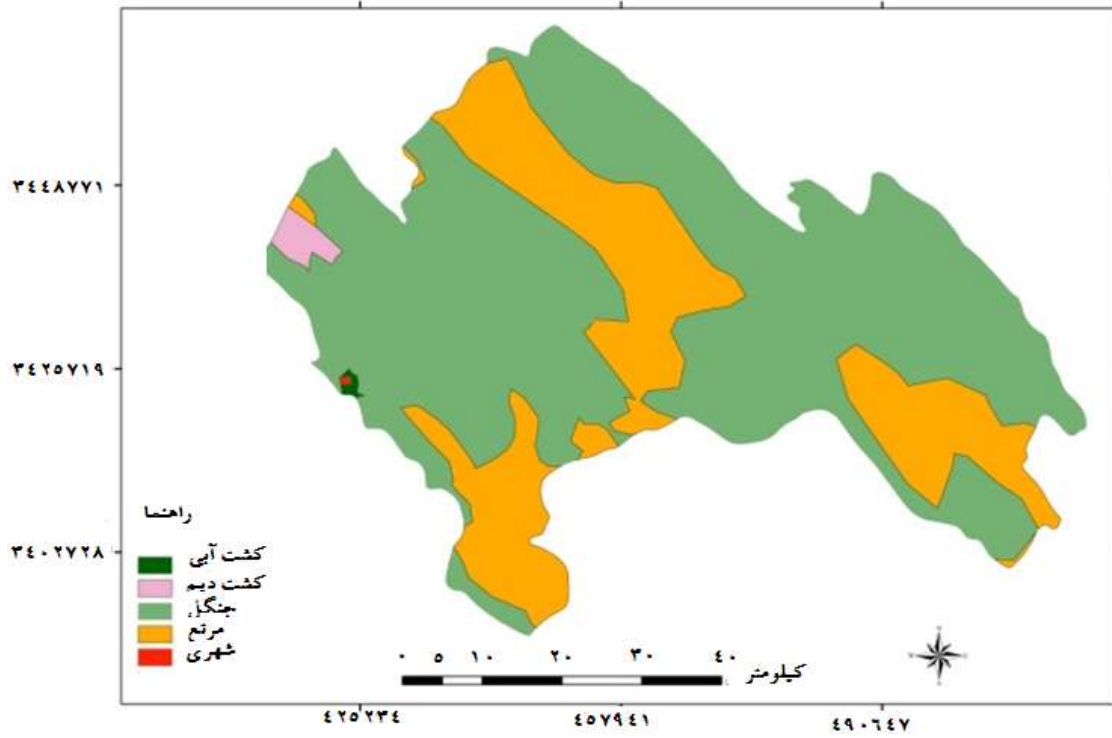 ۳۴۴۸۷۷۱
۳۴۲۵۷۱۹
۳۴۰۲۷۲۸
راهنما
کشت آبی
کشت دیم
جنگل
مرتع
شهری
۰ ۵ ۱۰ ۲۰ ۳۰ ۴۰
کیلومتر
۴۲۵۲۳۴ ۴۵۷۹۴۱ ۴۹۰۶۴۷